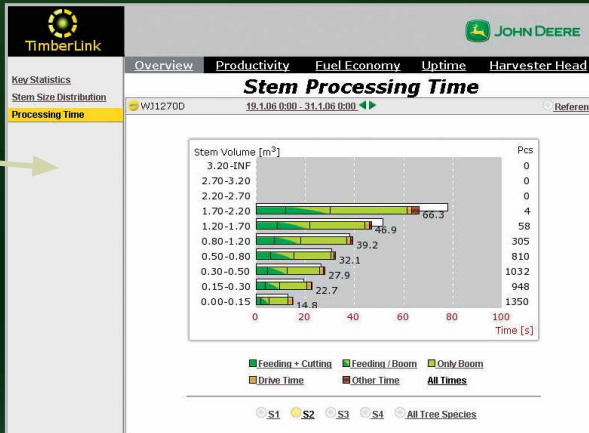 TimberLink
JOHN DEERE
Overview Productivity Fuel Economy Uptime Harvester Head
Key Statistics
Stem Size Distribution
Processing Time
Stem Processing Time
WJ1270D 19.1.06 0:00 - 31.1.06 0:00 Referen
Stem Volume [m³] Pcs
3.20-INF 0
2.70-3.20 0
2.20-2.70 0
1.70-2.20 66.3 4
1.20-1.70 46.9 58
0.80-1.20 39.2 305
0.50-0.80 32.1 810
0.30-0.50 27.9 1032
0.15-0.30 22.7 948
0.00-0.15 14.8 1350
0 20 40 60 80 100
Time [s]
Feeding + Cutting Feeding / Boom Only Boom
Drive Time Other Time All Times
S1 S2 S3 S4 All Tree Species